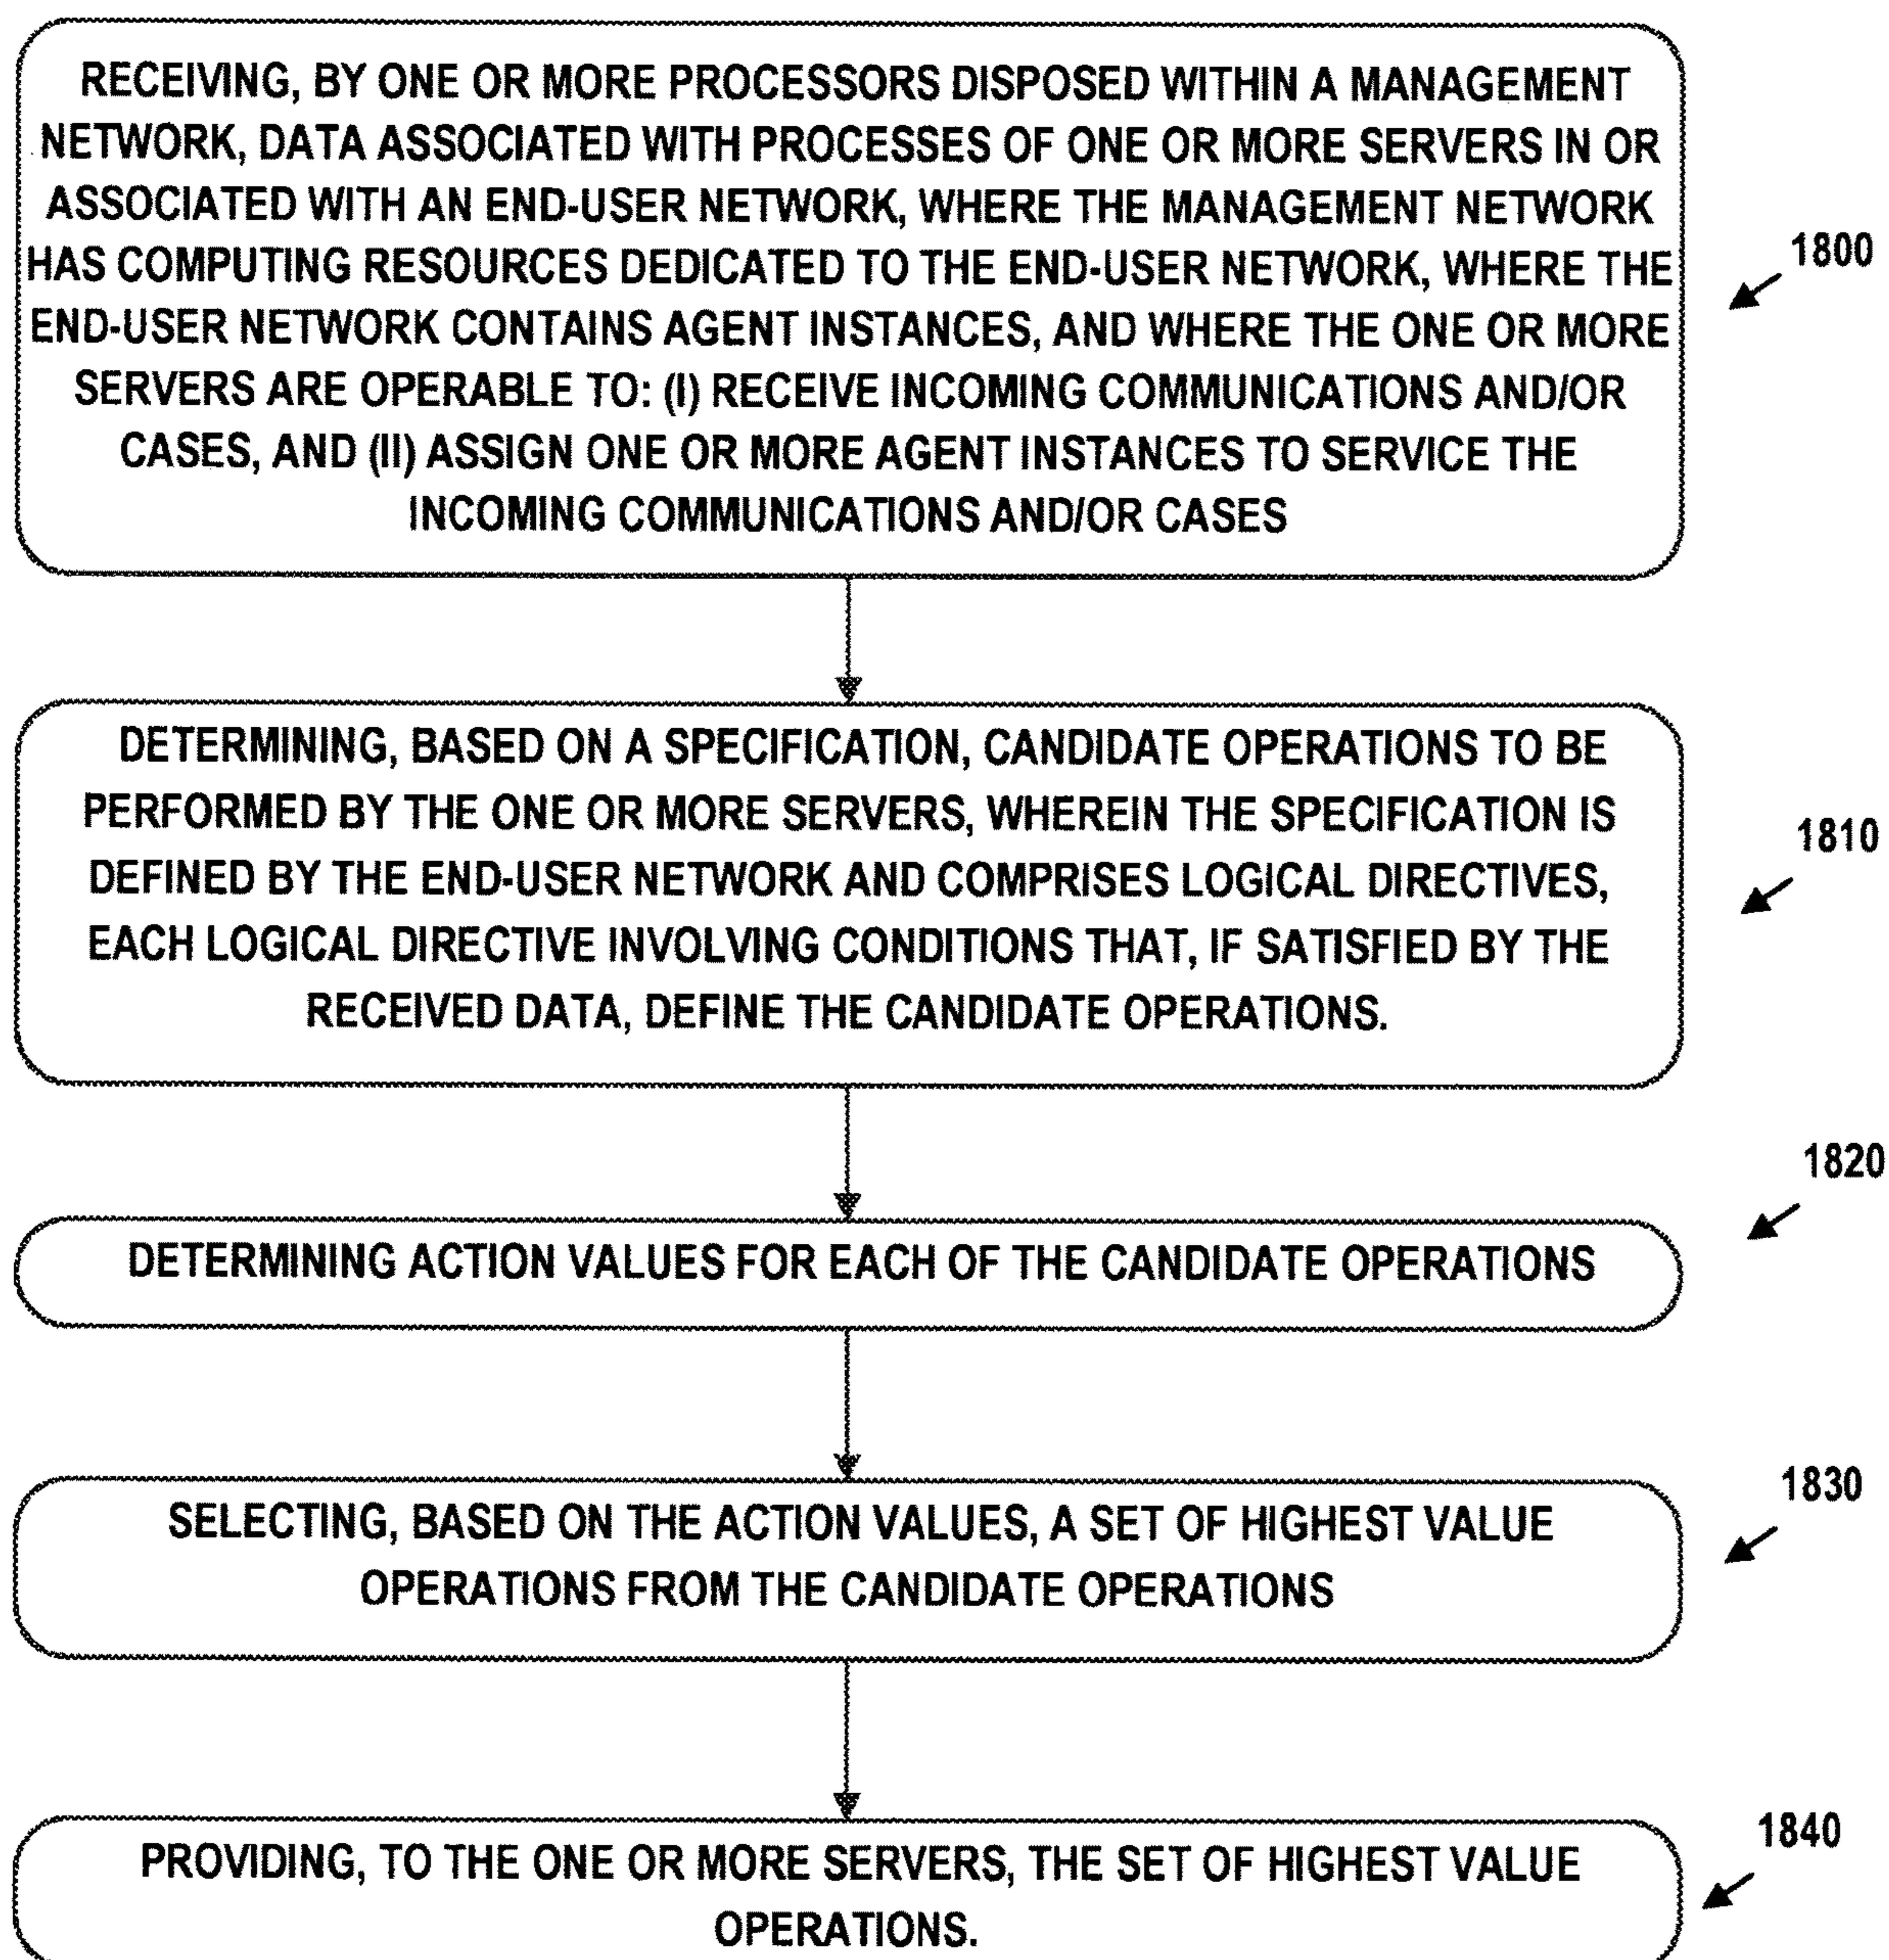 RECEIVING, BY ONE OR MORE PROCESSORS DISPOSED WITHIN A MANAGEMENT
NETWORK, DATA ASSOCIATED WITH PROCESSES OF ONE OR MORE SERVERS IN OR
ASSOCIATED WITH AN END-USER NETWORK, WHERE THE MANAGEMENT NETWORK
HAS COMPUTING RESOURCES DEDICATED TO THE END-USER NETWORK, WHERE THE
END-USER NETWORK CONTAINS AGENT INSTANCES, AND WHERE THE ONE OR MORE
SERVERS ARE OPERABLE TO: (I) RECEIVE INCOMING COMMUNICATIONS AND/OR
CASES, AND (II) ASSIGN ONE OR MORE AGENT INSTANCES TO SERVICE THE
INCOMING COMMUNICATIONS AND/OR CASES
1800
DETERMINING, BASED ON A SPECIFICATION, CANDIDATE OPERATIONS TO BE
PERFORMED BY THE ONE OR MORE SERVERS, WHEREIN THE SPECIFICATION IS
DEFINED BY THE END-USER NETWORK AND COMPRISES LOGICAL DIRECTIVES,
EACH LOGICAL DIRECTIVE INVOLVING CONDITIONS THAT, IF SATISFIED BY THE
RECEIVED DATA, DEFINE THE CANDIDATE OPERATIONS.
1810
DETERMINING ACTION VALUES FOR EACH OF THE CANDIDATE OPERATIONS
1820
SELECTING, BASED ON THE ACTION VALUES, A SET OF HIGHEST VALUE
OPERATIONS FROM THE CANDIDATE OPERATIONS
1830
PROVIDING, TO THE ONE OR MORE SERVERS, THE SET OF HIGHEST VALUE
OPERATIONS.
1840